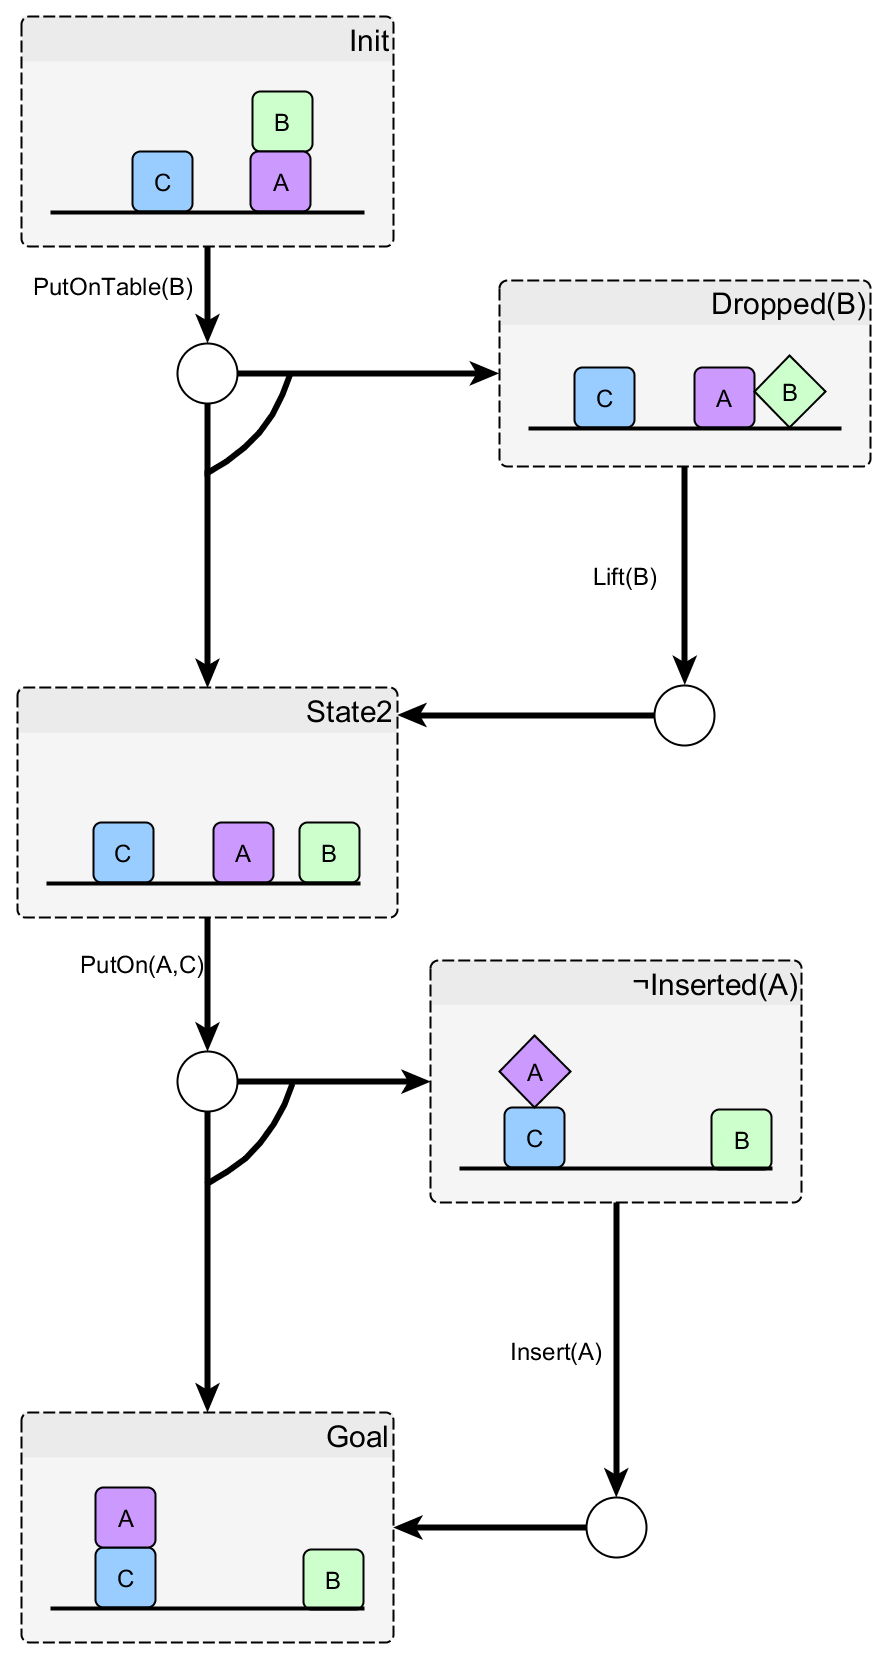 Init
B
C
A
PutOnTable(B)
Dropped(B)
C
A
B
Lift(B)
State2
C
A
B
PutOn(A,C)
¬Inserted(A)
A
C
B
Insert(A)
Goal
A
C
B